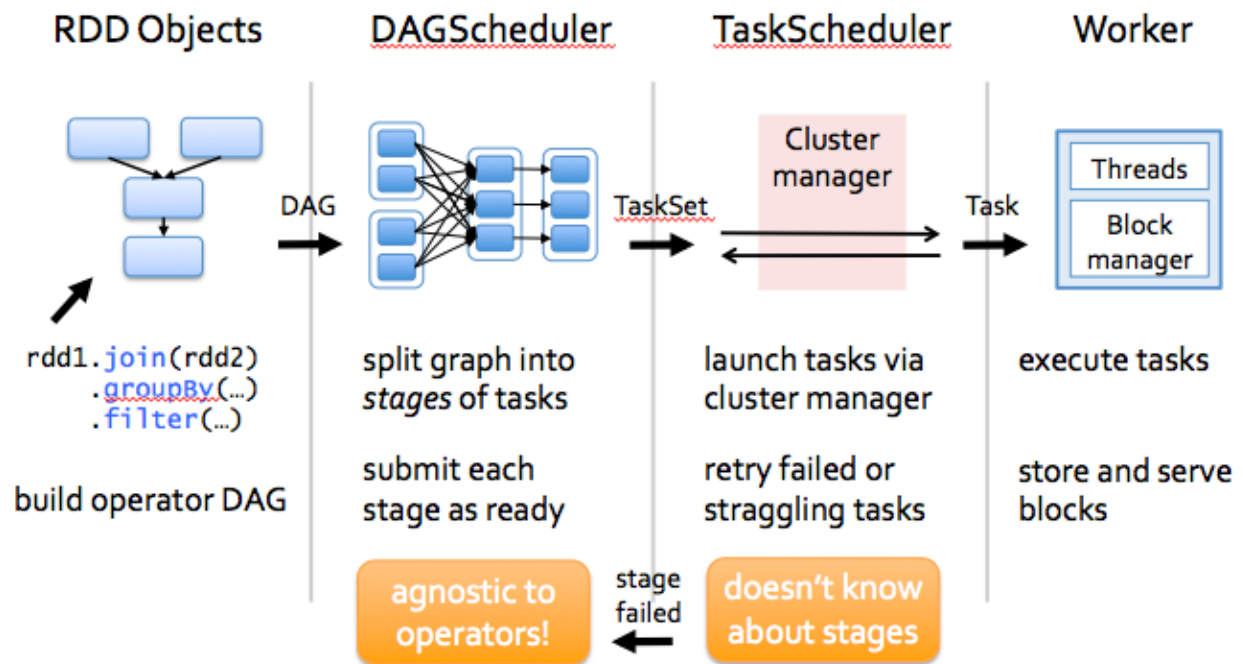 RDD Objects
DAGScheduler
TaskScheduler
Worker
DAG
TaskSet
Cluster
manager
Task
Threads
Block
manager
rdd1.join(rdd2)
.groupBy(…)
.filter(…)
build operator DAG
split graph into
stages of tasks
submit each
stage as ready
agnostic to
operators!
launch tasks via
cluster manager
retry failed or
straggling tasks
stage
failed
doesn't know
about stages
execute tasks
store and serve
blocks